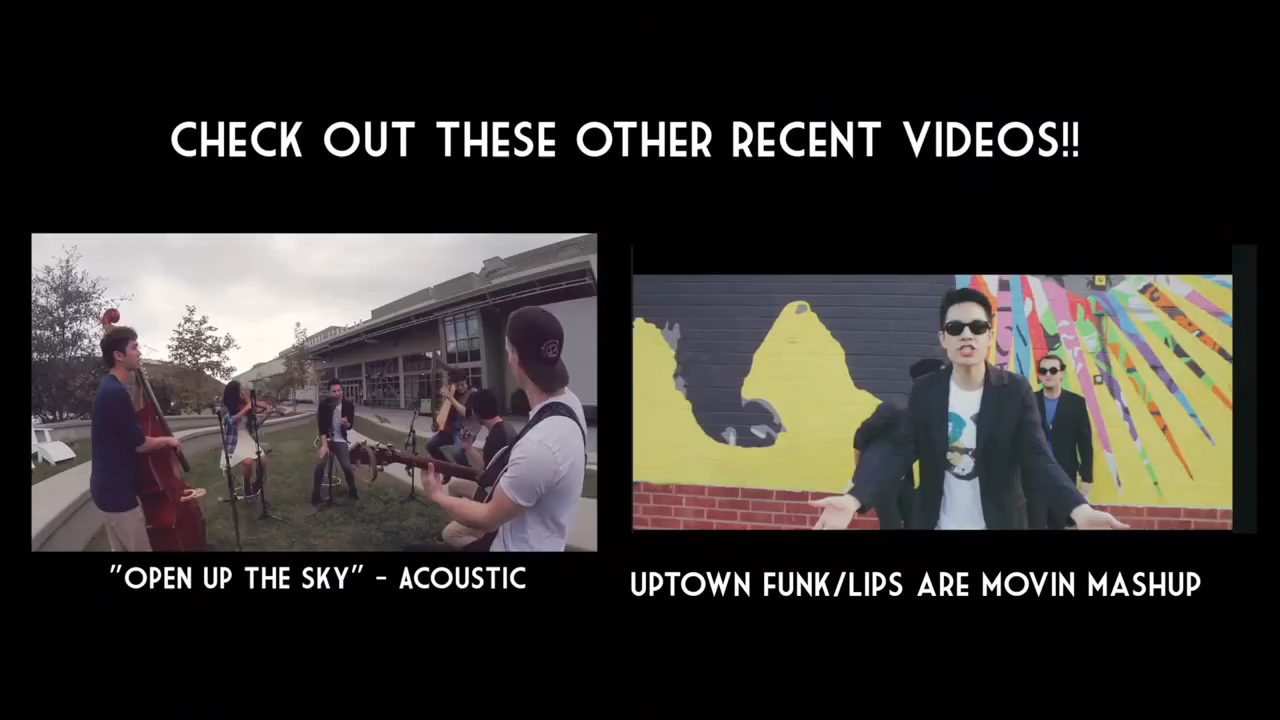 CHECK OUT THESE OTHER RECENT VIDEOS!!
"OPEN UP THE SKY" - ACOUSTIC
UPTOWN FUNK/LIPS ARE MOVIN MASHUP